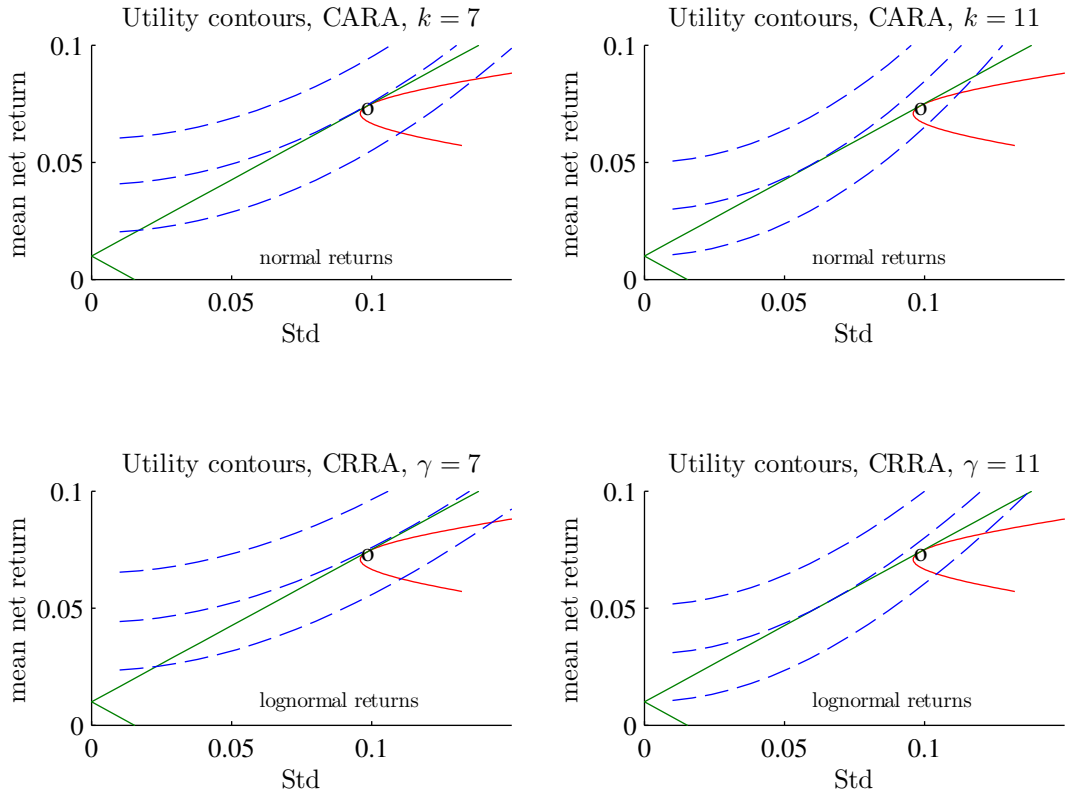 Utility contours, CARA, k = 7
0.1
0.05
0
mean net return
o
normal returns
0
0.05
0.1
Std
Utility contours, CARA, k = 11
0.1
0.05
0
mean net return
o
normal returns
0
0.05
0.1
Std
Utility contours, CRRA, γ = 7
0.1
0.05
0
mean net return
o
lognormal returns
0
0.05
0.1
Std
Utility contours, CRRA, γ = 11
0.1
0.05
0
mean net return
o
lognormal returns
0
0.05
0.1
Std